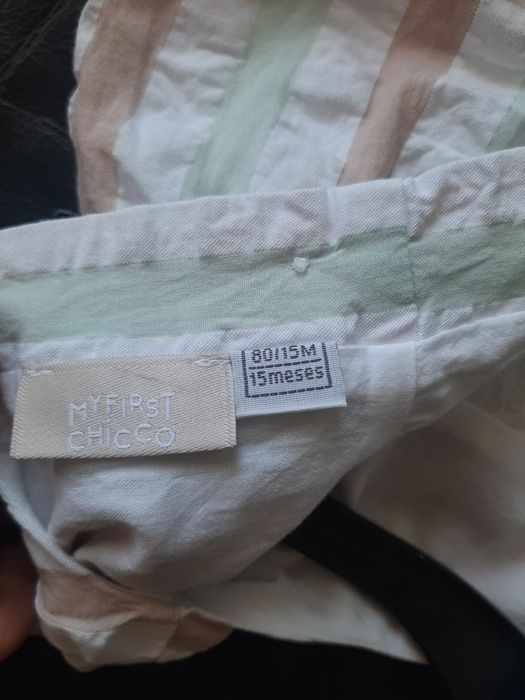 MYFIRST
CHICCO
80/15M
15meses